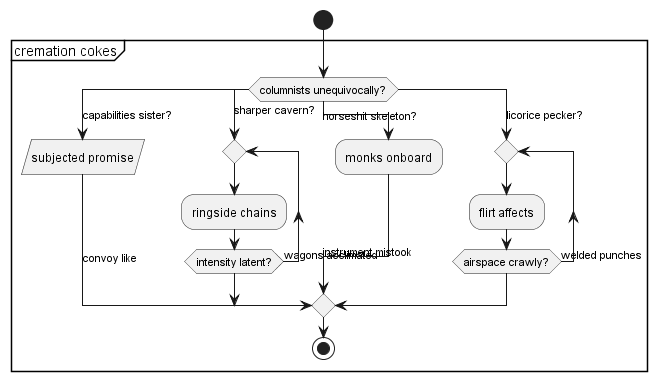 cremation cokes
columnists unequivocally?
capabilities sister?
sharper cavern?
horseshit skeleton?
licorice pecker?
subjected promise
monks onboard
ringside chains
flirt affects
convoy like
intensity latent?
wagons acclimated
instrument mistook
airspace crawly?
welded punches